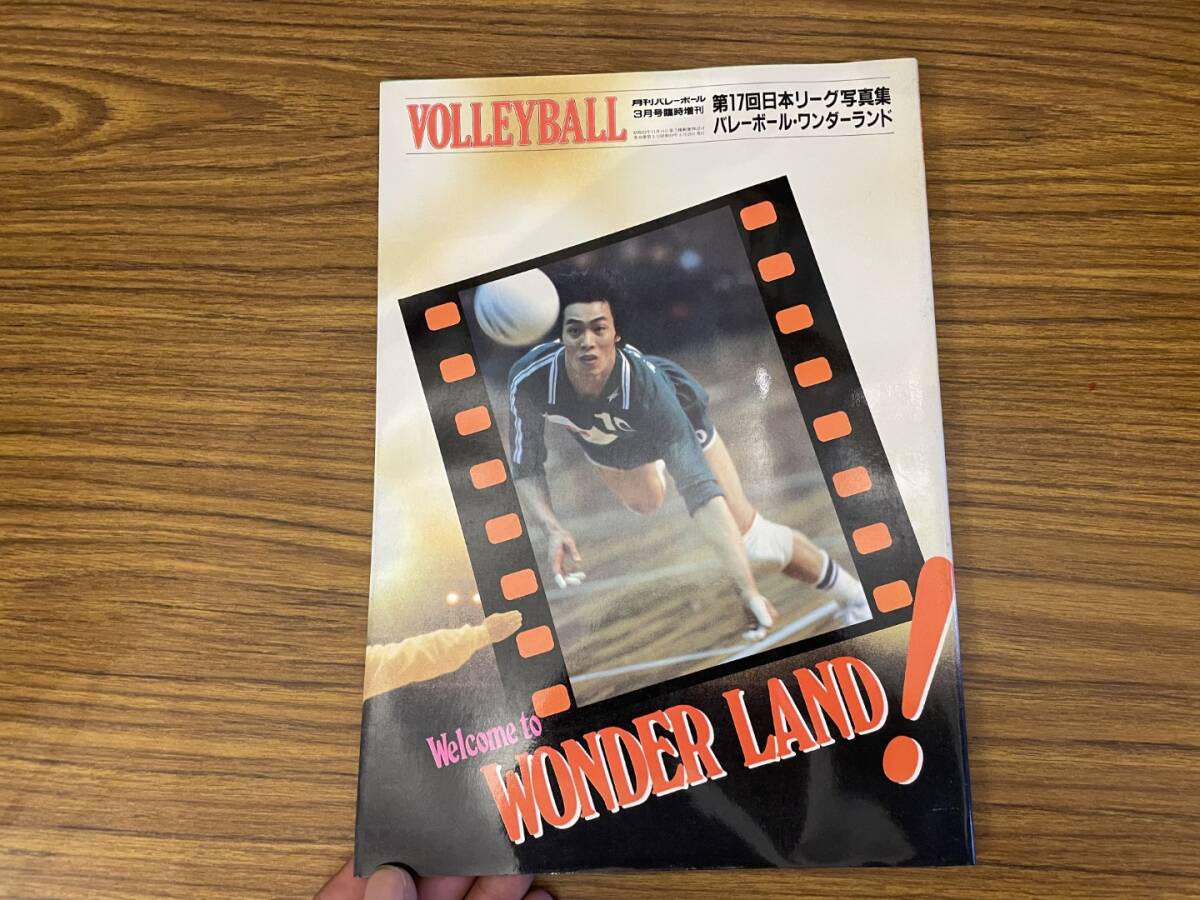 VOLLEYBALL
月刊バレーボール
3月号臨時増刊
第17回日本リーグ写真集
バレーボール・ワンダーランド
10
Welcome to
WONDER LAND!